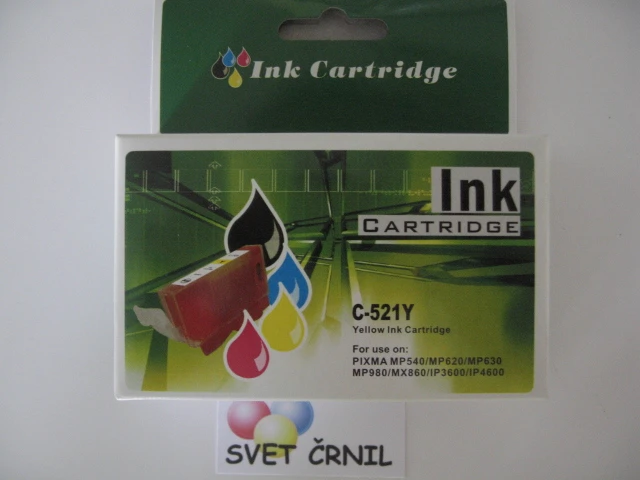 Ink Cartridge
Ink
CARTRIDGE
C-521Y
Yellow Ink Cartridge
For use on:
PIXMA MP540/MP620/MP630
MP980/MX860/IP3600/IP4600
SVET ČRNIL